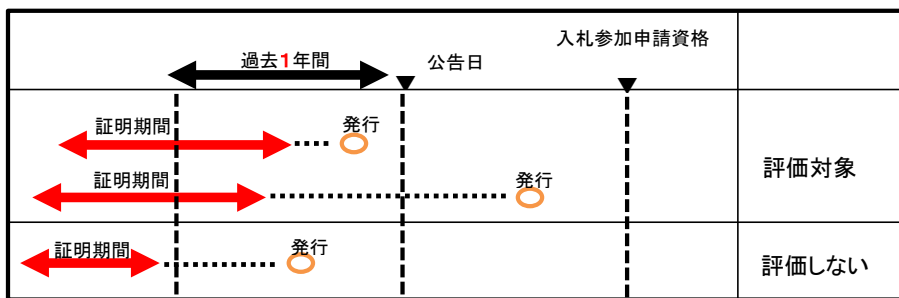 入札参加申請資格
過去1年間
公告日
証明期間
発行
評価対象
証明期間
発行
証明期間
発行
評価しない